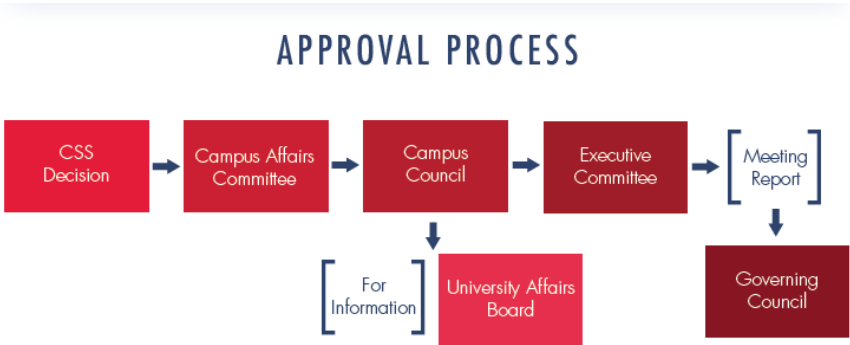 APPROVAL PROCESS
CSS
Decision
Campus Affairs
Committee
Campus
Council
Executive
Committee
Meeting
Report
For
Information
University Affairs
Board
Governing
Council